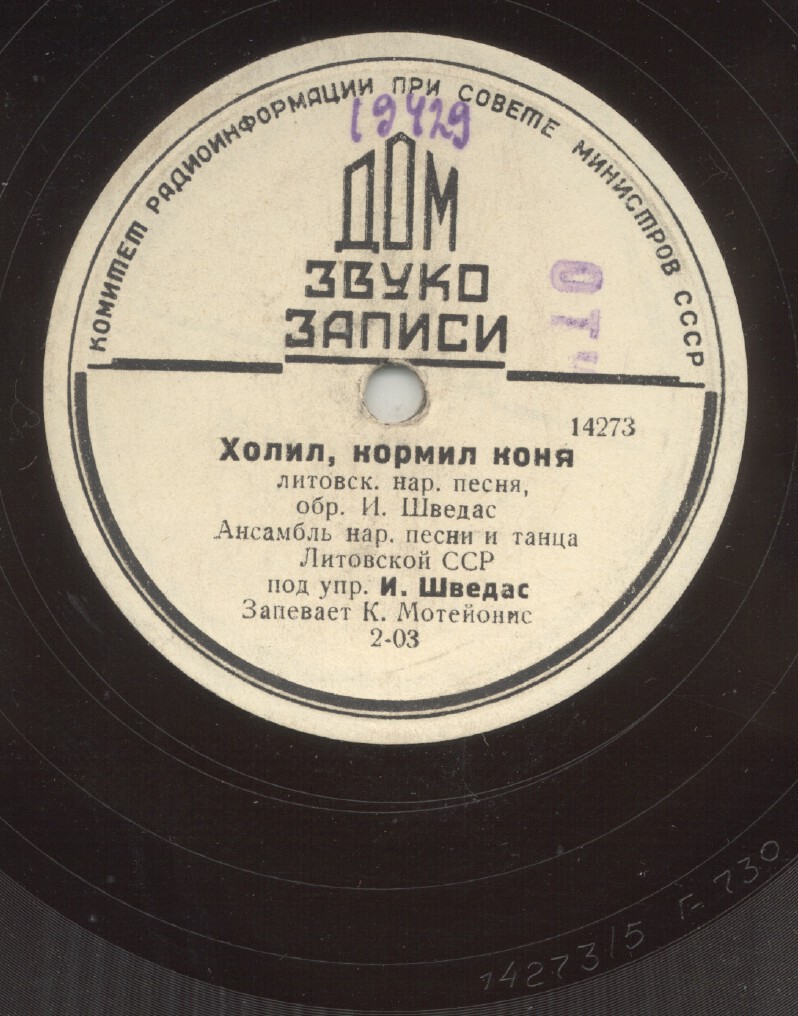 КОМИТЕТ РАДИОИНФОРМАЦИИ ПРИ СОВЕТЕ МИНИСТРОВ СССР
19429
ДОМ
ЗВУКО
ЗАПИСИ
14273
Холил, кормил коня
литовск. нар. песня,
обр. И. Шведас
Ансамбль нар. песни и танца
Литовской ССР
под упр. И. Шведас
Запевает К. Мотейонис
2-03
14273/5 Г-730